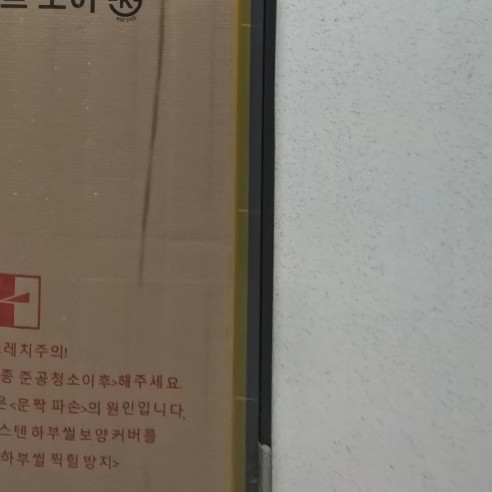 레치주의!
종 준공청소이후>해주세요.
은<문짝 파손>의 원인입니다.
스텐하부씰보양커버를
하부씰 찍힘 방지>